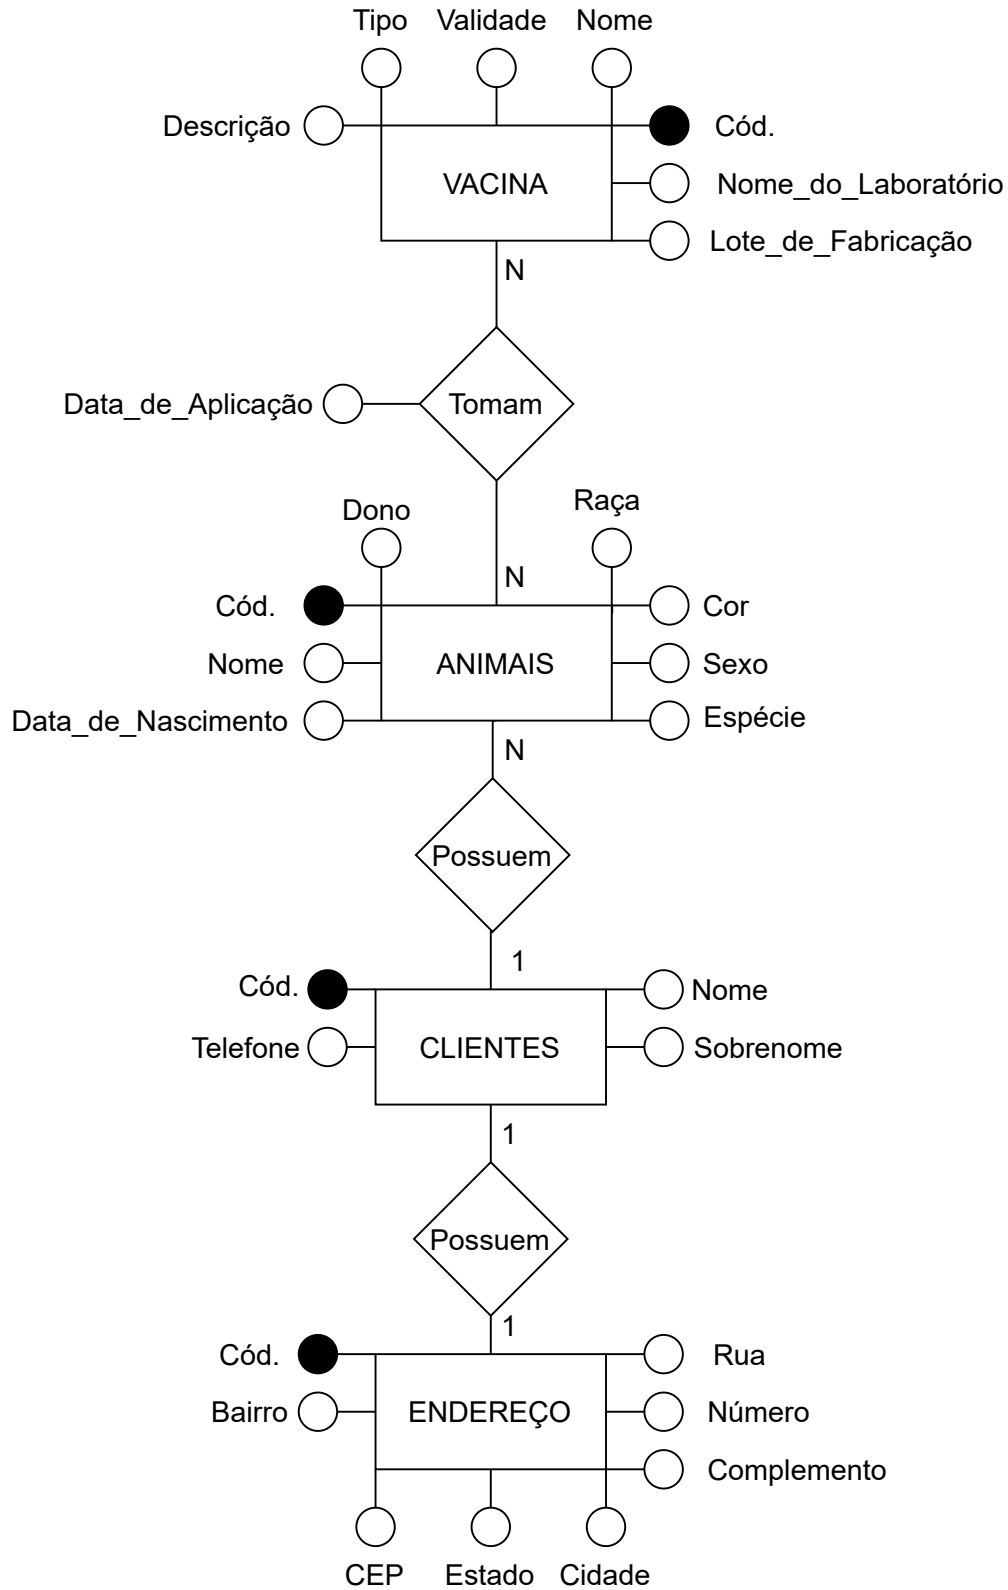 Tipo Validade Nome
Descrição Cód.
VACINA Nome_do_Laboratório
Lote_de_Fabricação
N
Data_de_Aplicação Tomam
Dono Raça
N
Cód. Cor
Nome ANIMAIS Sexo
Data_de_Nascimento Espécie
N
Possuem
1
Cód. Nome
Telefone CLIENTES Sobrenome
1
Possuem
1
Cód. Rua
Bairro ENDEREÇO Número
Complemento
CEP Estado Cidade